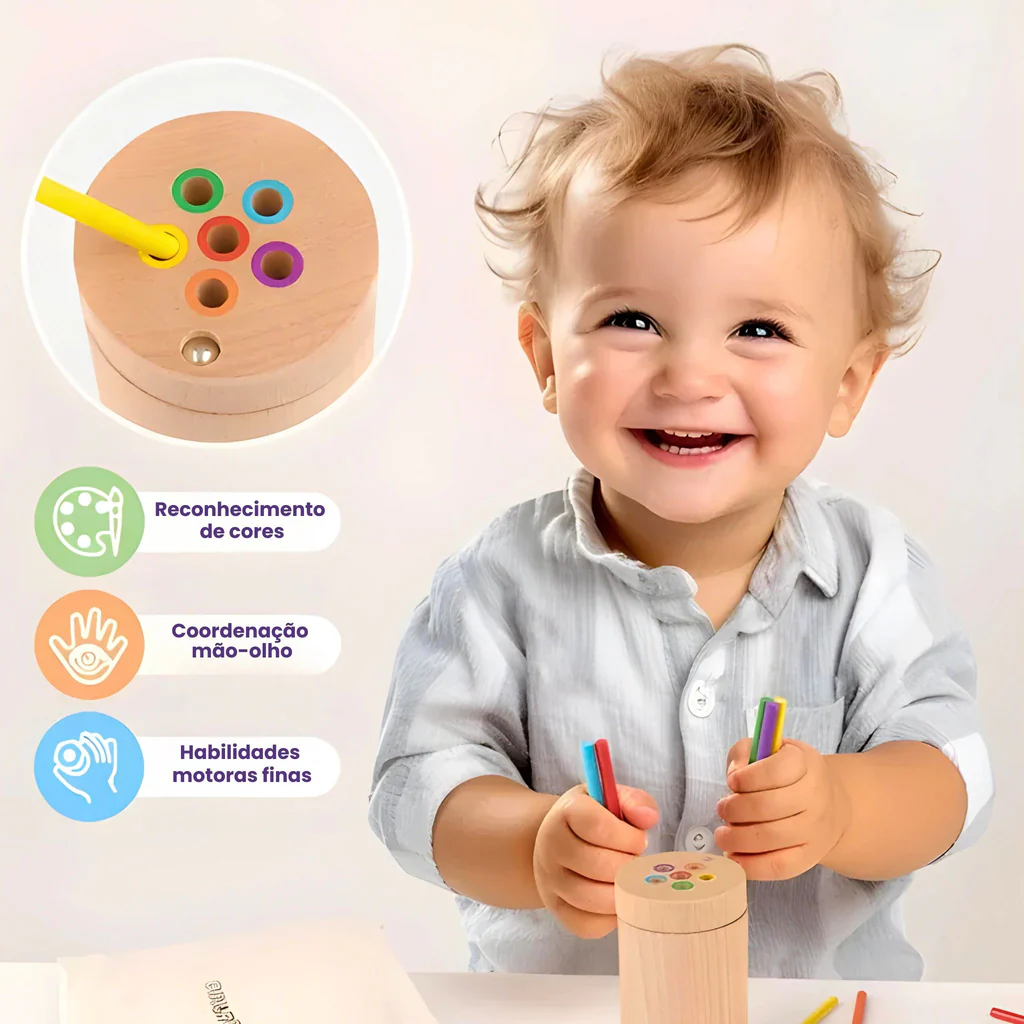 Reconhecimento
de cores
Coordenação
mão-olho
Habilidades
motoras finas